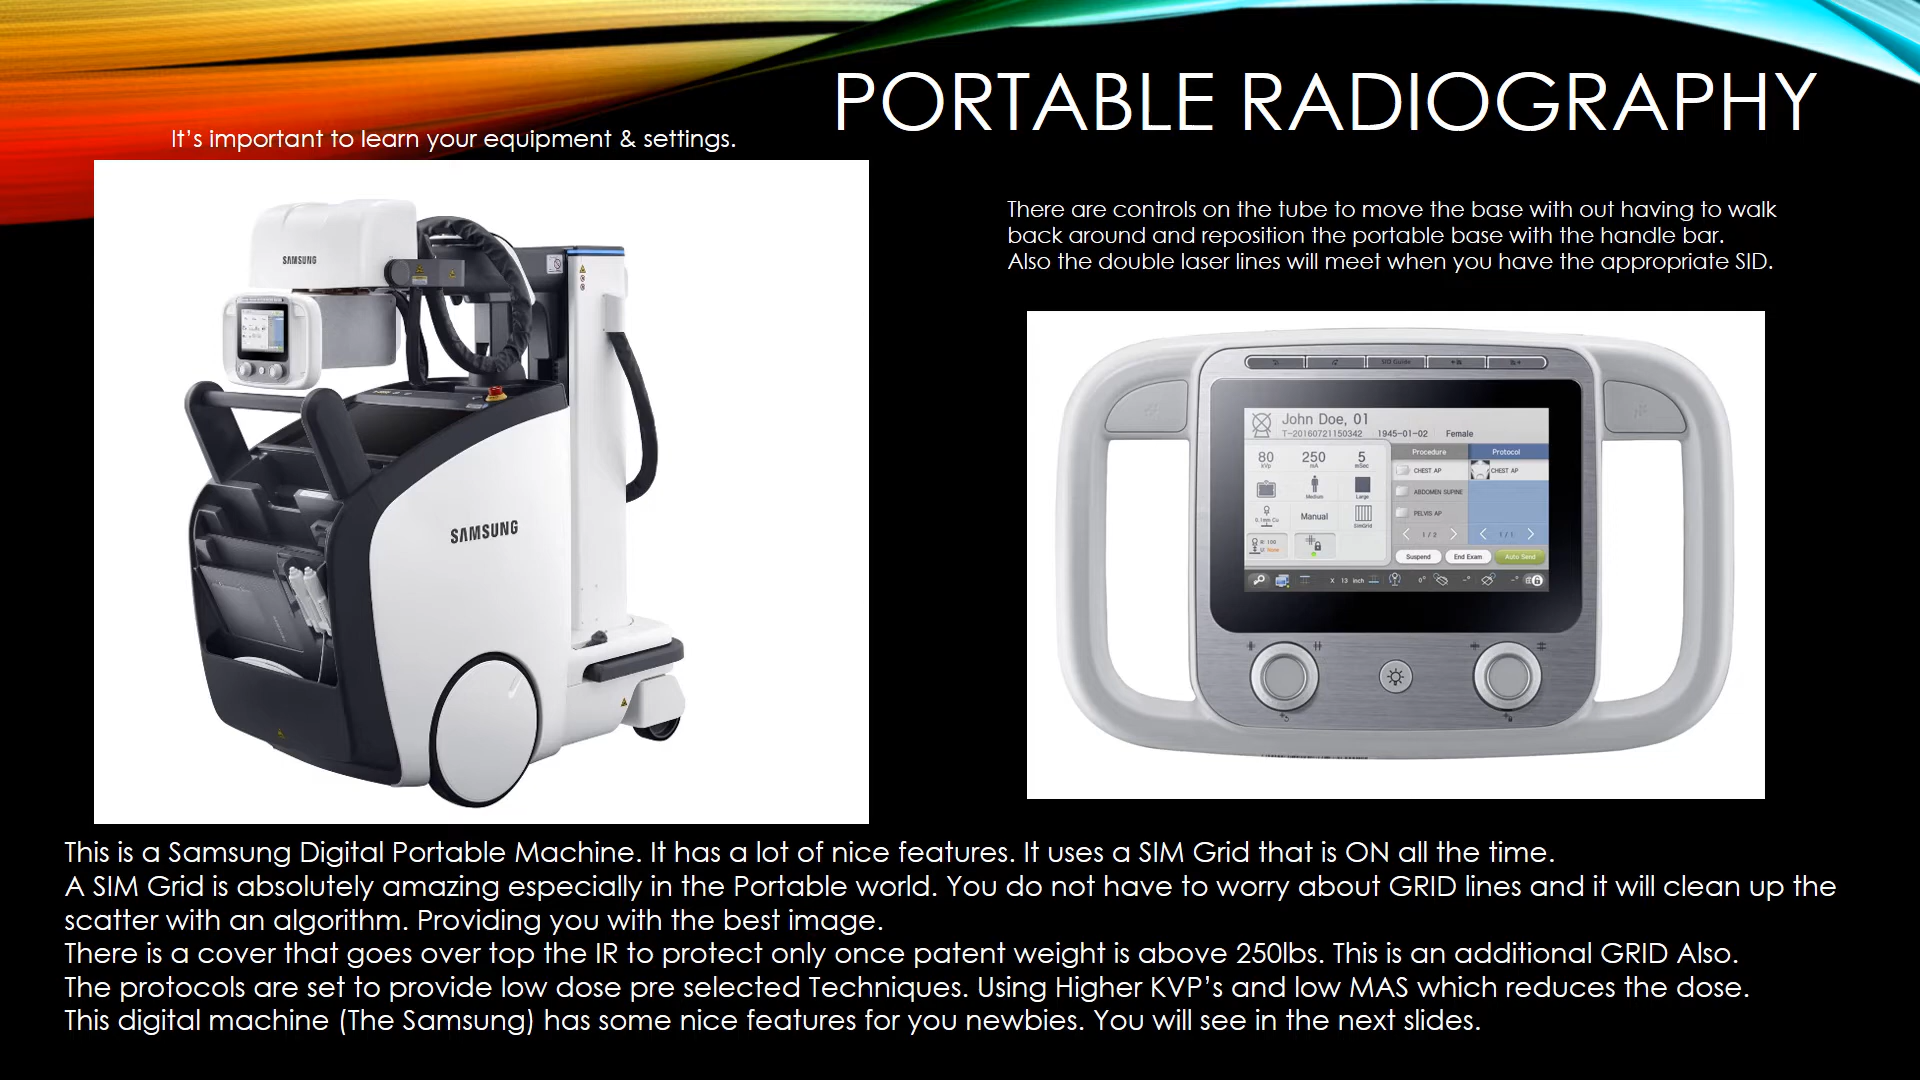 PORTABLE RADIOGRAPHY
It's important to learn your equipment & settings.
SAMSUNG
SAMSUNG
There are controls on the tube to move the base with out having to walk
back around and reposition the portable base with the handle bar.
Also the double laser lines will meet when you have the appropriate SID.
SID Guide
John Doe, 01
T-20160721150342 1945-01-02 Female
80 250 5
kVp mA mSec
Procedure Protocol
CHEST AP CHEST AP
Medium Large
ABDOMEN SUPINE
PELVIS AP
0.1mm Cu Manual SimGrid
1 / 2 1 / 1
Suspend End Exam Auto Send
X 13 inch 0°
This is a Samsung Digital Portable Machine. It has a lot of nice features. It uses a SIM Grid that is ON all the time.
A SIM Grid is absolutely amazing especially in the Portable world. You do not have to worry about GRID lines and it will clean up the
scatter with an algorithm. Providing you with the best image.
There is a cover that goes over top the IR to protect only once patent weight is above 250lbs. This is an additional GRID Also.
The protocols are set to provide low dose pre selected Techniques. Using Higher KVP's and low MAS which reduces the dose.
This digital machine (The Samsung) has some nice features for you newbies. You will see in the next slides.